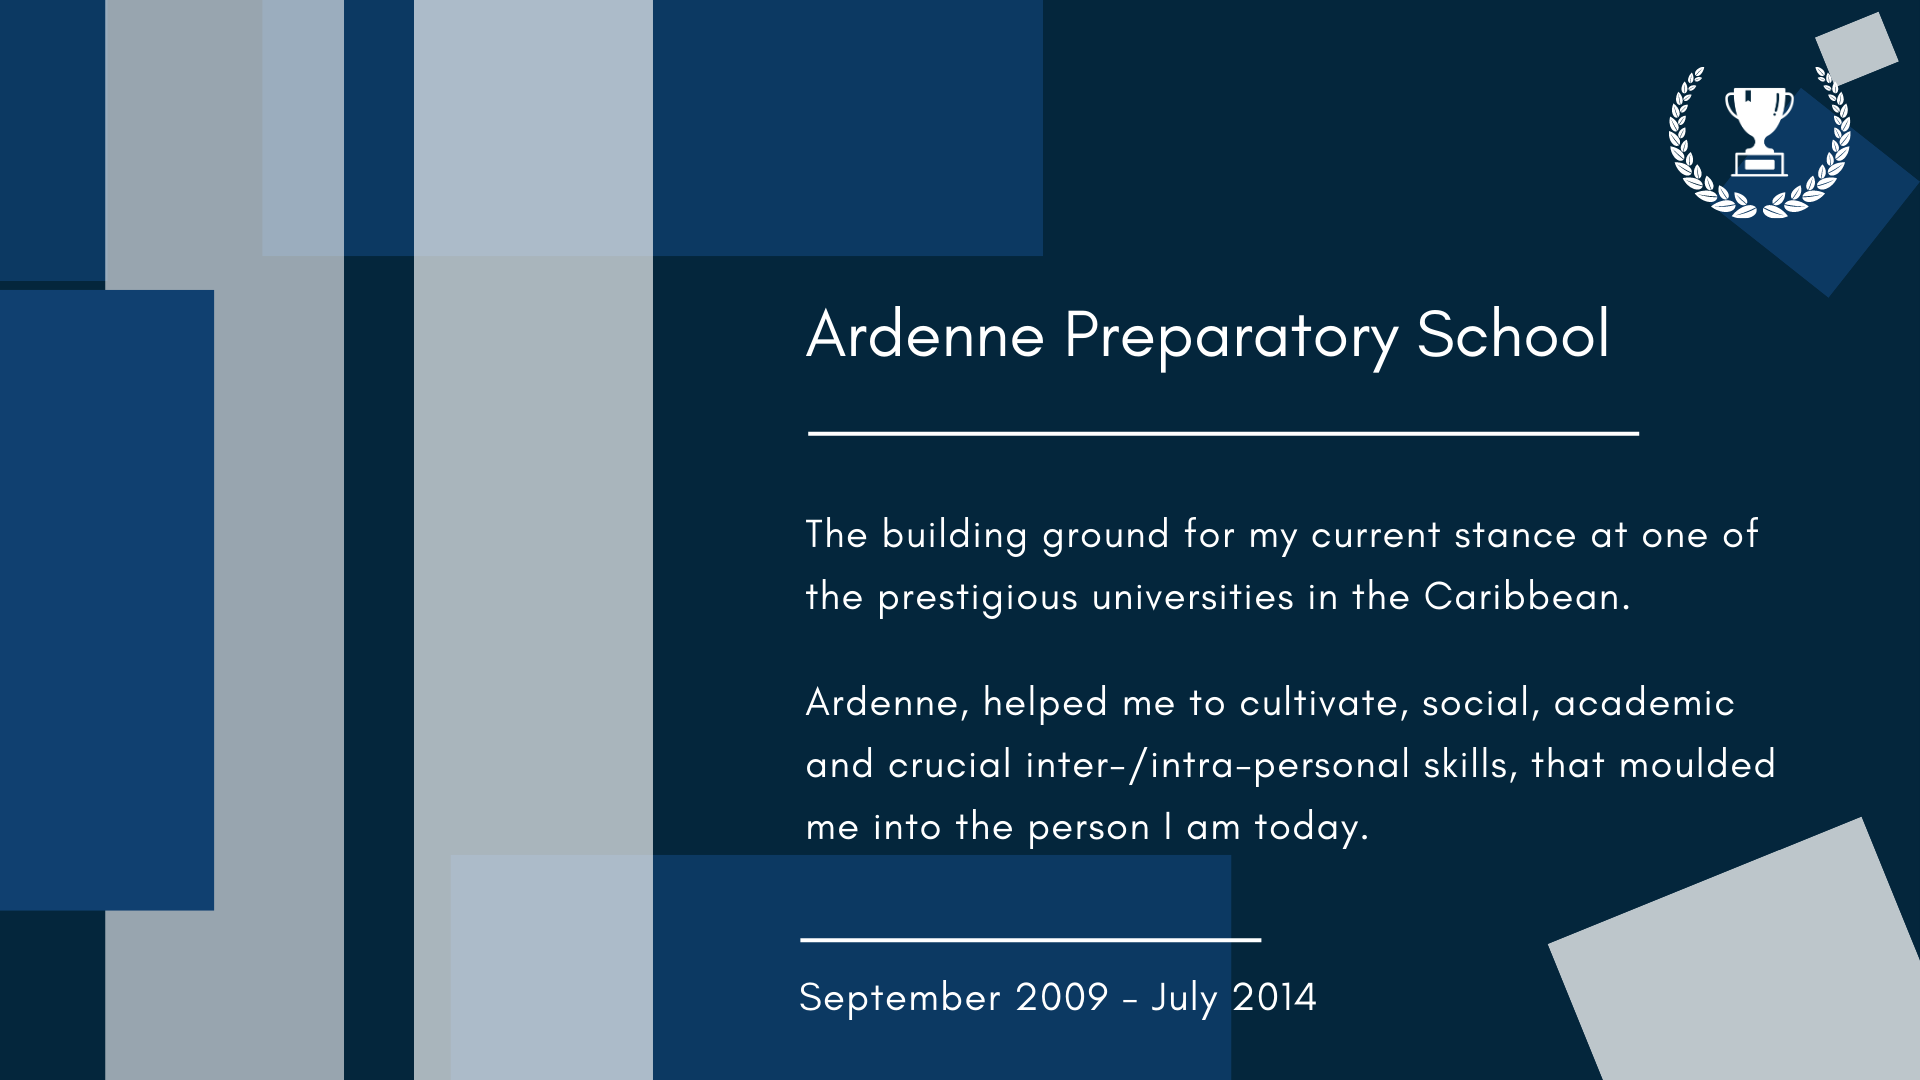 Ardenne Preparatory School
The building ground for my current stance at one of
the prestigious universities in the Caribbean.
Ardenne, helped me to cultivate, social, academic
and crucial inter-/intra-personal skills, that moulded
me into the person I am today.
September 2009 - July 2014